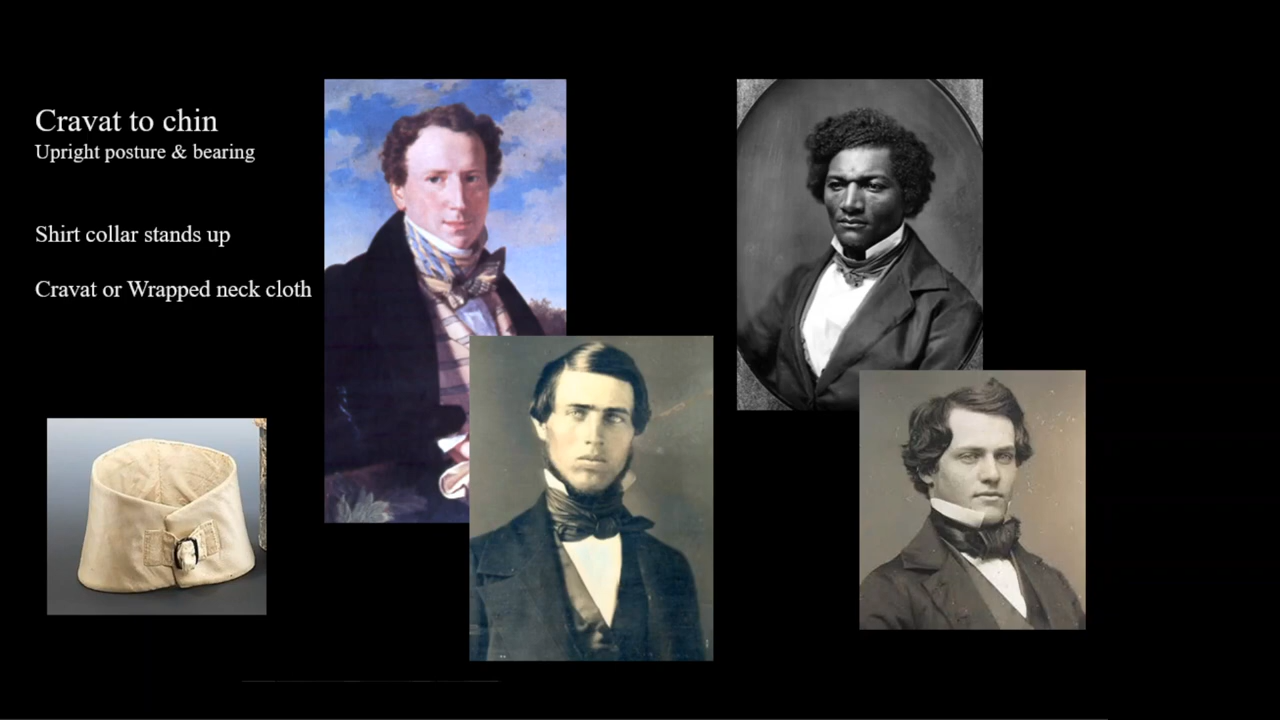 Cravat to chin
Upright posture & bearing
Shirt collar stands up
Cravat or Wrapped neck cloth